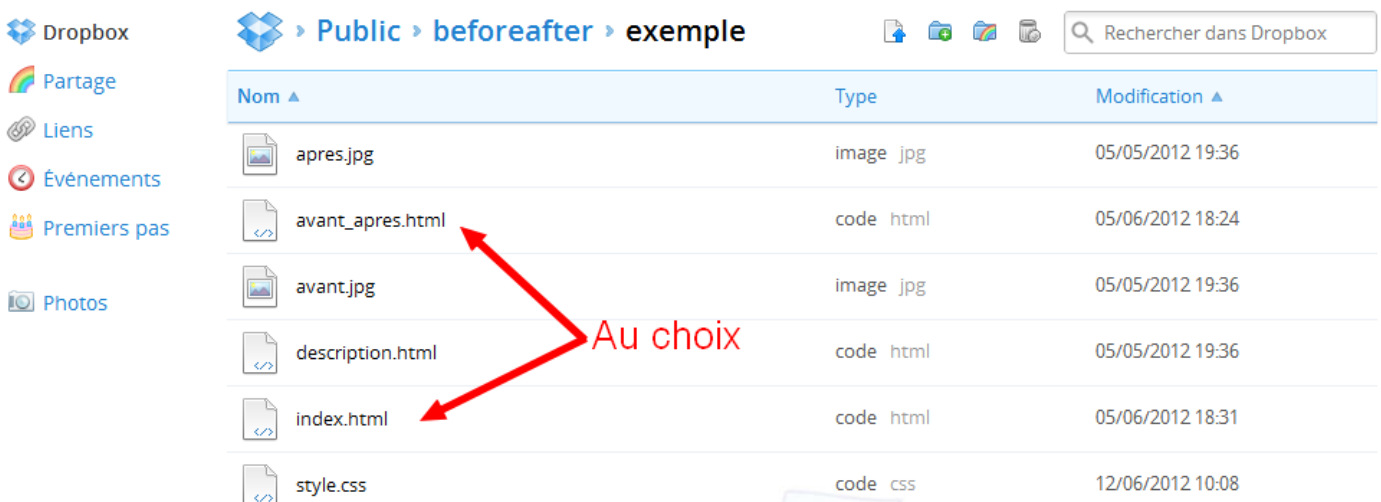 Dropbox
Partage
Liens
Événements
Premiers pas
Photos
Public › beforeafter › exemple
Rechercher dans Dropbox
Nom ▲ Type Modification ▲
apres.jpg image jpg 05/05/2012 19:36
avant_apres.html code html 05/06/2012 18:24
avant.jpg image jpg 05/05/2012 19:36
description.html code html 05/05/2012 19:36
index.html code html 05/06/2012 18:31
style.css code css 12/06/2012 10:08
Au choix